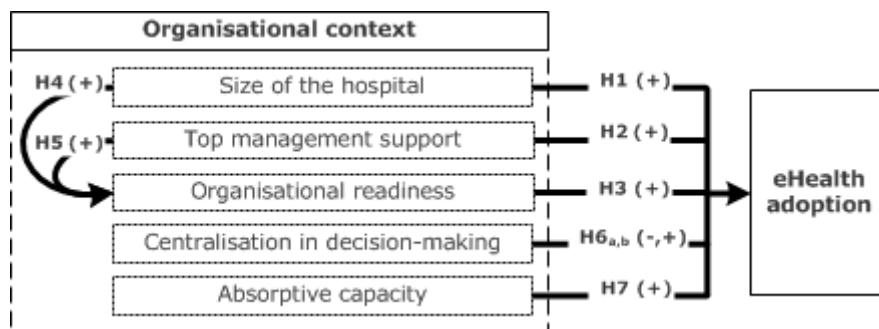 Organisational context
H4 (+) Size of the hospital H1 (+)
H5 (+) Top management support H2 (+)
Organisational readiness H3 (+)
eHealth adoption
Centralisation in decision-making H6a,b (-,+)
Absorptive capacity H7 (+)